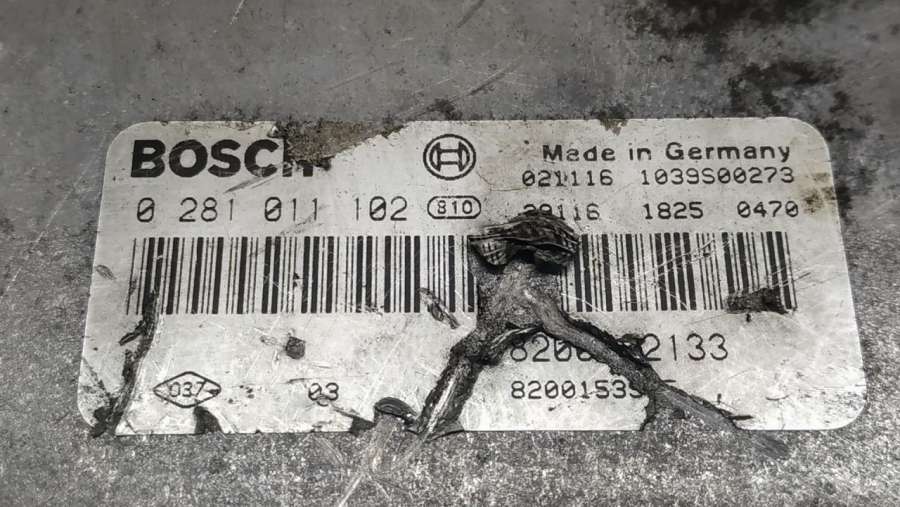 BOSCH
Made in Germany
021116 1039S00273
0 281 011 102 810
1825 0470
037 03